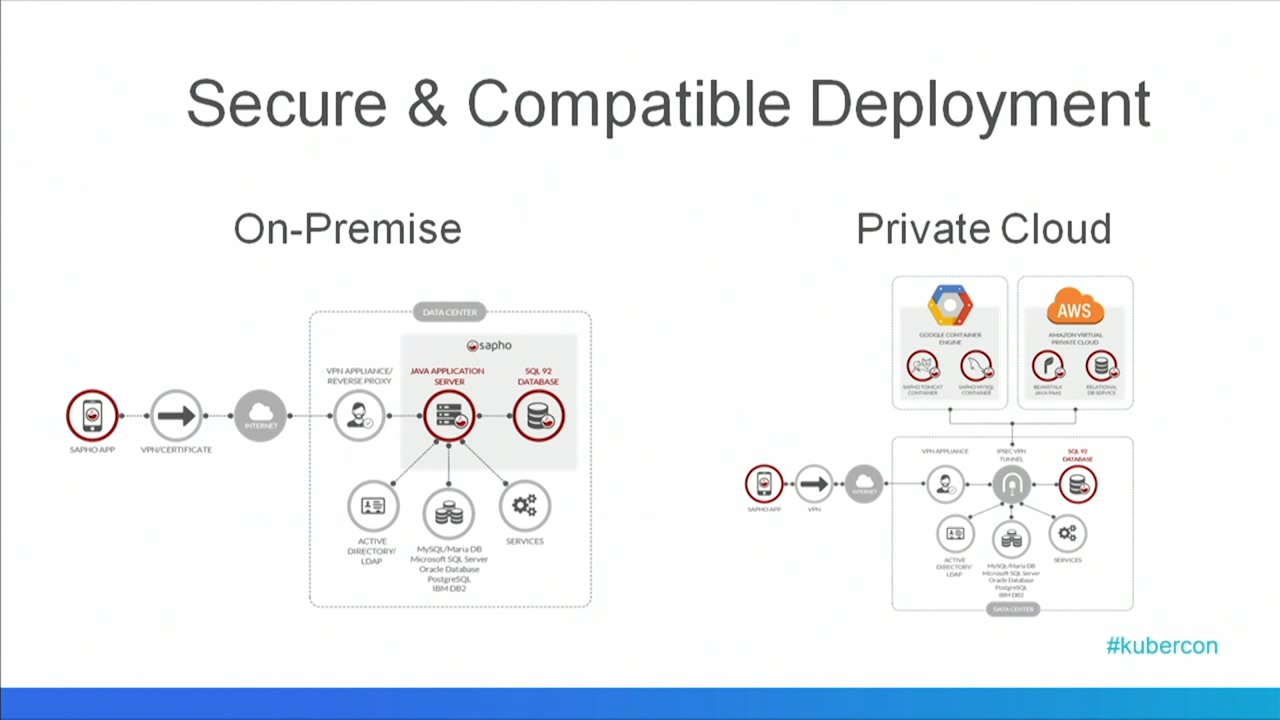 Secure & Compatible Deployment
On-Premise
DATA CENTER
sapho
VPN APPLIANCE/
REVERSE PROXY
JAVA APPLICATION
SERVER
SQL 92
DATABASE
SAPHO APP
VPN/CERTIFICATE
INTERNET
ACTIVE
DIRECTORY/
LDAP
MySQL/Maria DB
Microsoft SQL Server
Oracle Database
PostgreSQL
IBM DB2
SERVICES
Private Cloud
GOOGLE CONTAINER
ENGINE
SAPHO TOMCAT
CONTAINER
SAPHO MYSQL
CONTAINER
AWS
AMAZON VIRTUAL
PRIVATE CLOUD
BEANSTALK
JAVA PAAS
RELATIONAL
DB SERVICE
VPN APPLIANCE
IPSEC VPN
TUNNEL
SQL 92
DATABASE
SAPHO APP
VPN
INTERNET
ACTIVE
DIRECTORY/
LDAP
MySQL/Maria DB
Microsoft SQL Server
Oracle Database
PostgreSQL
IBM DB2
SERVICES
DATA CENTER
#kubercon